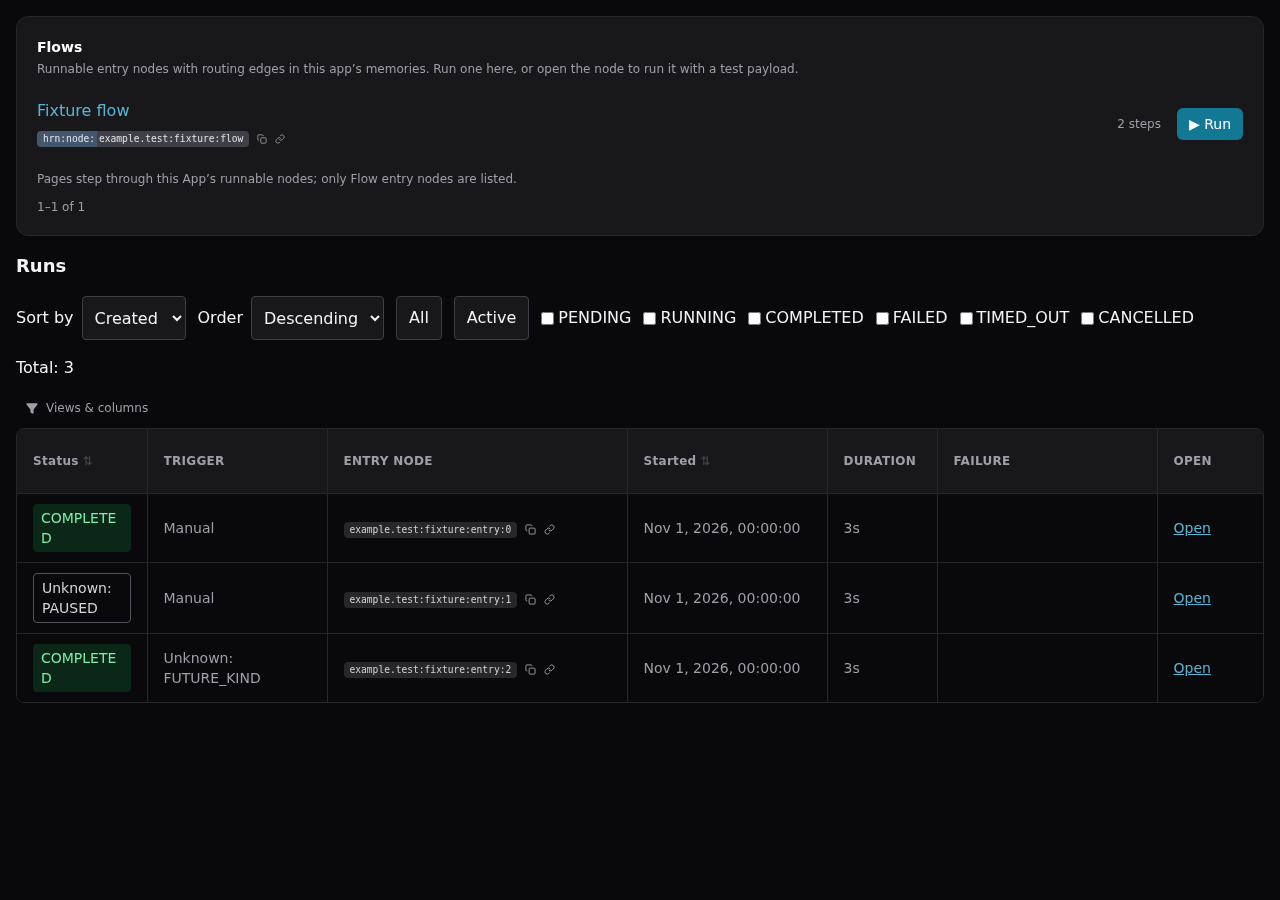 Flows
Runnable entry nodes with routing edges in this app’s memories. Run one here, or open the node to run it with a test payload.
Fixture flow
hrn:node: example.test:fixture:flow
2 steps
▶ Run
Pages step through this App’s runnable nodes; only Flow entry nodes are listed.
1–1 of 1
Runs
Sort by Created Order Descending All Active PENDING RUNNING COMPLETED FAILED TIMED_OUT CANCELLED
Total: 3
Views & columns
Status ⇅ TRIGGER ENTRY NODE Started ⇅ DURATION FAILURE OPEN
COMPLETE
D
Manual example.test:fixture:entry:0 Nov 1, 2026, 00:00:00 3s Open
Unknown:
PAUSED
Manual example.test:fixture:entry:1 Nov 1, 2026, 00:00:00 3s Open
COMPLETE
D
Unknown:
FUTURE_KIND
example.test:fixture:entry:2 Nov 1, 2026, 00:00:00 3s Open